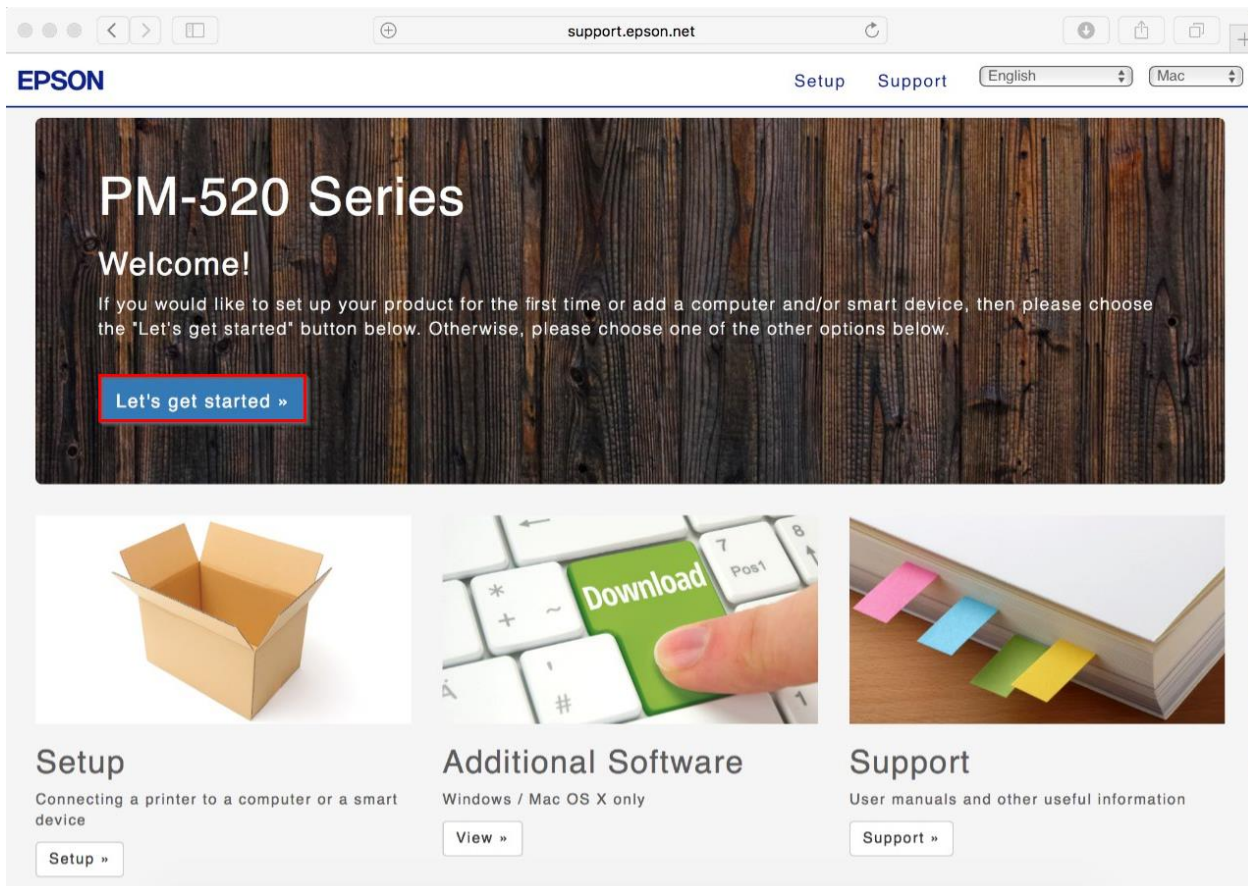 support.epson.net
EPSON
Setup Support English Mac
PM-520 Series
Welcome!
If you would like to set up your product for the first time or add a computer and/or smart device, then please choose
the "Let's get started" button below. Otherwise, please choose one of the other options below.
Let's get started »
* + ~
' #
Á
Download
7 Pos1
8
1
Setup
Connecting a printer to a computer or a smart
device
Setup »
Additional Software
Windows / Mac OS X only
View »
Support
User manuals and other useful information
Support »